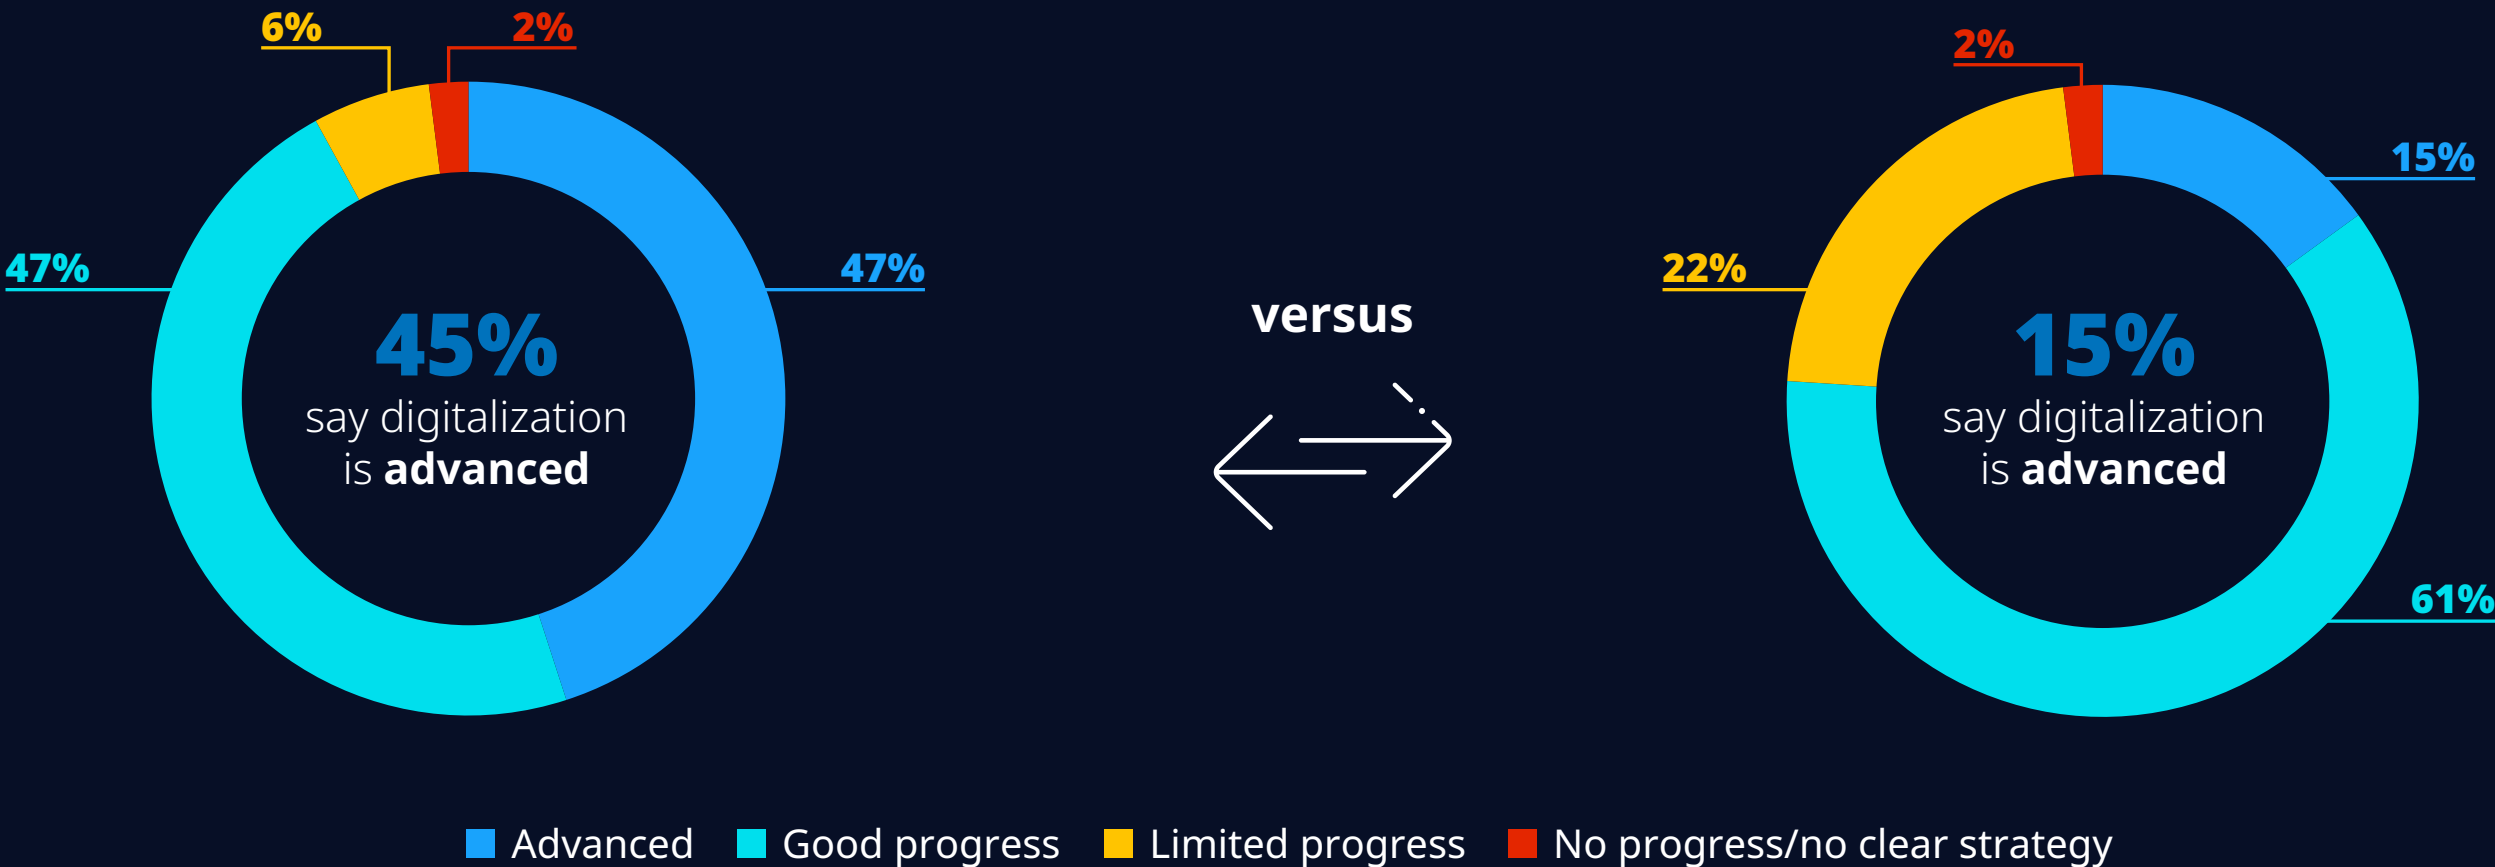 6%
2%
47%
47%
45%
say digitalization
is advanced
versus
2%
15%
22%
61%
15%
say digitalization
is advanced
Advanced
Good progress
Limited progress
No progress/no clear strategy